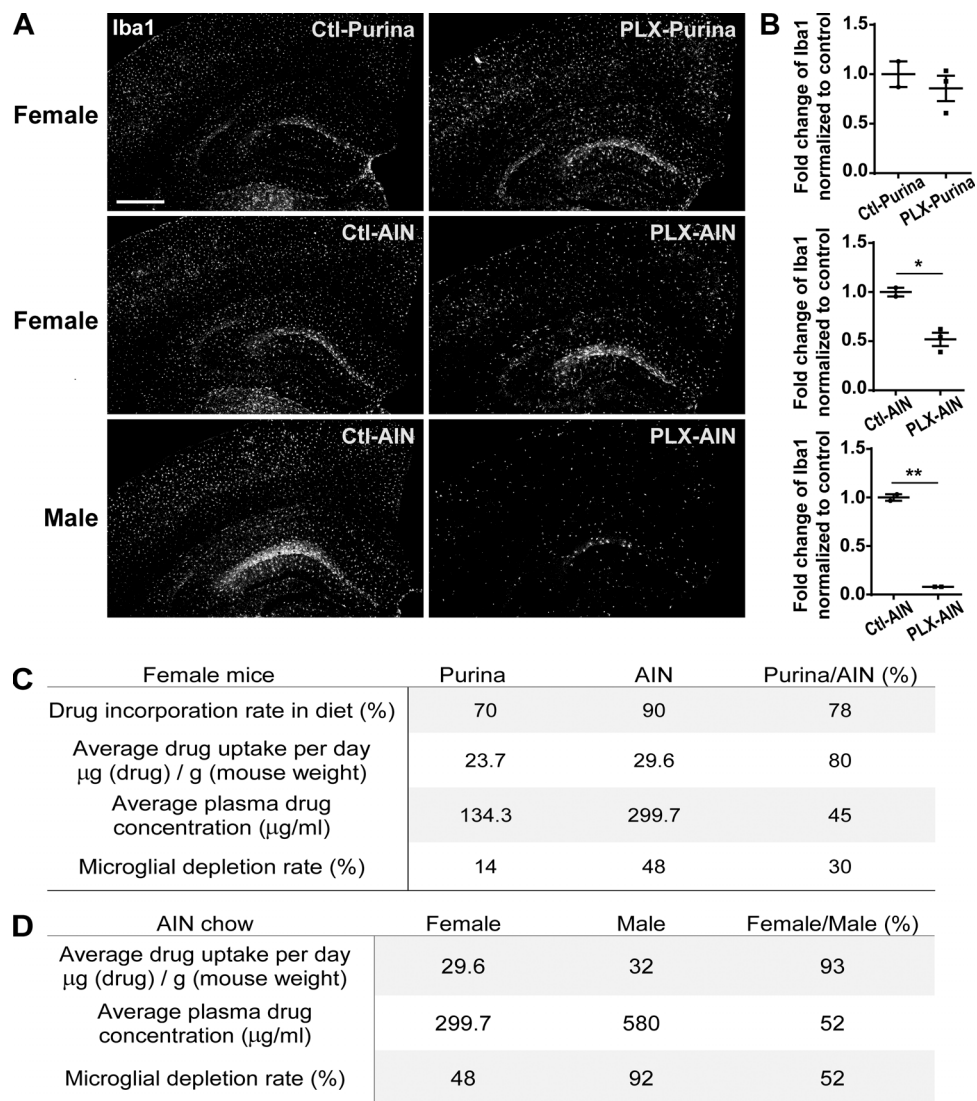 A
B
Iba1
Ctl-Purina
PLX-Purina
Female
Ctl-AIN
PLX-AIN
Female
Ctl-AIN
PLX-AIN
Male
Fold change of Iba1
normalized to control
1.5
1.0
0.5
0.0
Ctl-Purina
PLX-Purina
Fold change of Iba1
normalized to control
1.5
1.0
0.5
0.0
*
Ctl-AIN
PLX-AIN
Fold change of Iba1
normalized to control
1.5
1.0
0.5
0.0
**
Ctl-AIN
PLX-AIN
C
Female mice Purina AIN Purina/AIN (%)
Drug incorporation rate in diet (%) 70 90 78
Average drug uptake per day
μg (drug) / g (mouse weight) 23.7 29.6 80
Average plasma drug
concentration (μg/ml) 134.3 299.7 45
Microglial depletion rate (%) 14 48 30
D
AIN chow Female Male Female/Male (%)
Average drug uptake per day
μg (drug) / g (mouse weight) 29.6 32 93
Average plasma drug
concentration (μg/ml) 299.7 580 52
Microglial depletion rate (%) 48 92 52